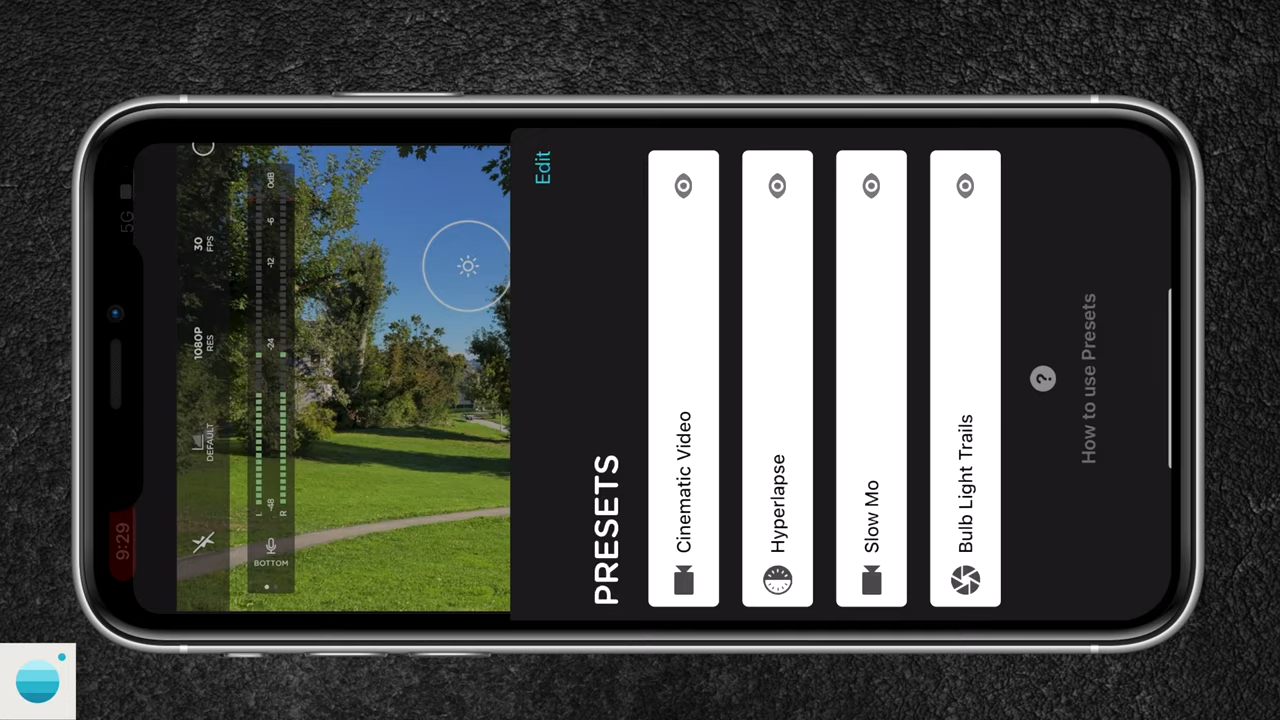 9:29
5G
DEFAULT
1080P
RES
30
FPS
BOTTOM
L
R
-48
-24
-12
-6
0dB
Edit
PRESETS
Cinematic Video
Hyperlapse
Slow Mo
Bulb Light Trails
?
How to use Presets